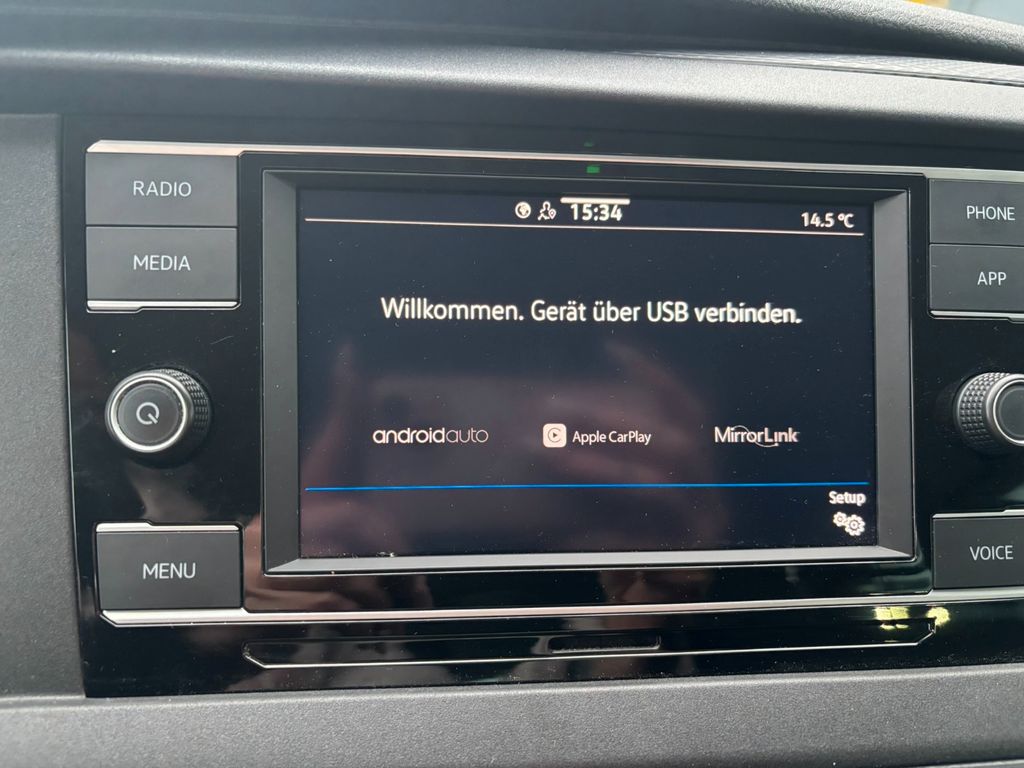 RADIO
MEDIA
MENU
15:34
14.5 °C
Willkommen. Gerät über USB verbinden.
androidauto
Apple CarPlay
MirrorLink
Setup
PHONE
APP
VOICE